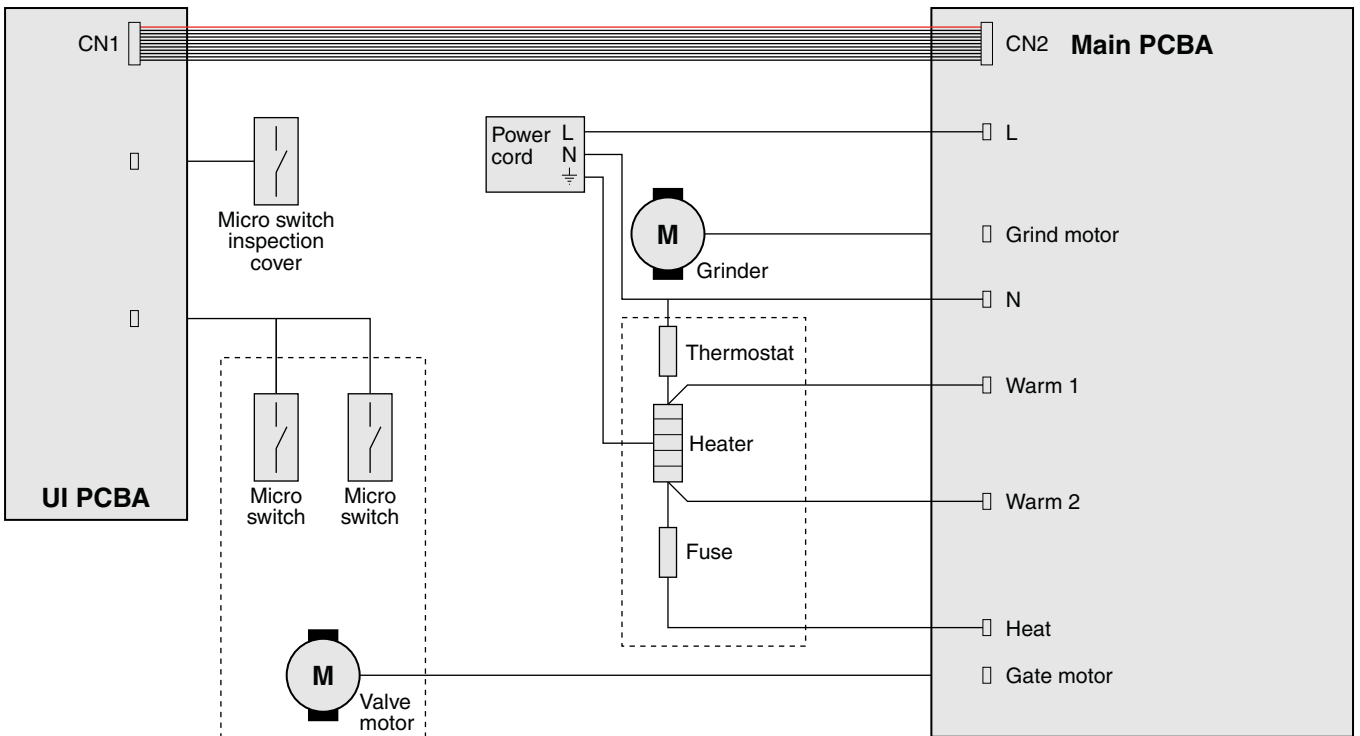 CN1
CN2
Main PCBA
Power
cord
L
N
L
Micro switch
inspection
cover
M
Grinder
Grind motor
N
Thermostat
Warm 1
Heater
UI PCBA
Micro
switch
Micro
switch
Warm 2
Fuse
Heat
M
Valve
motor
Gate motor